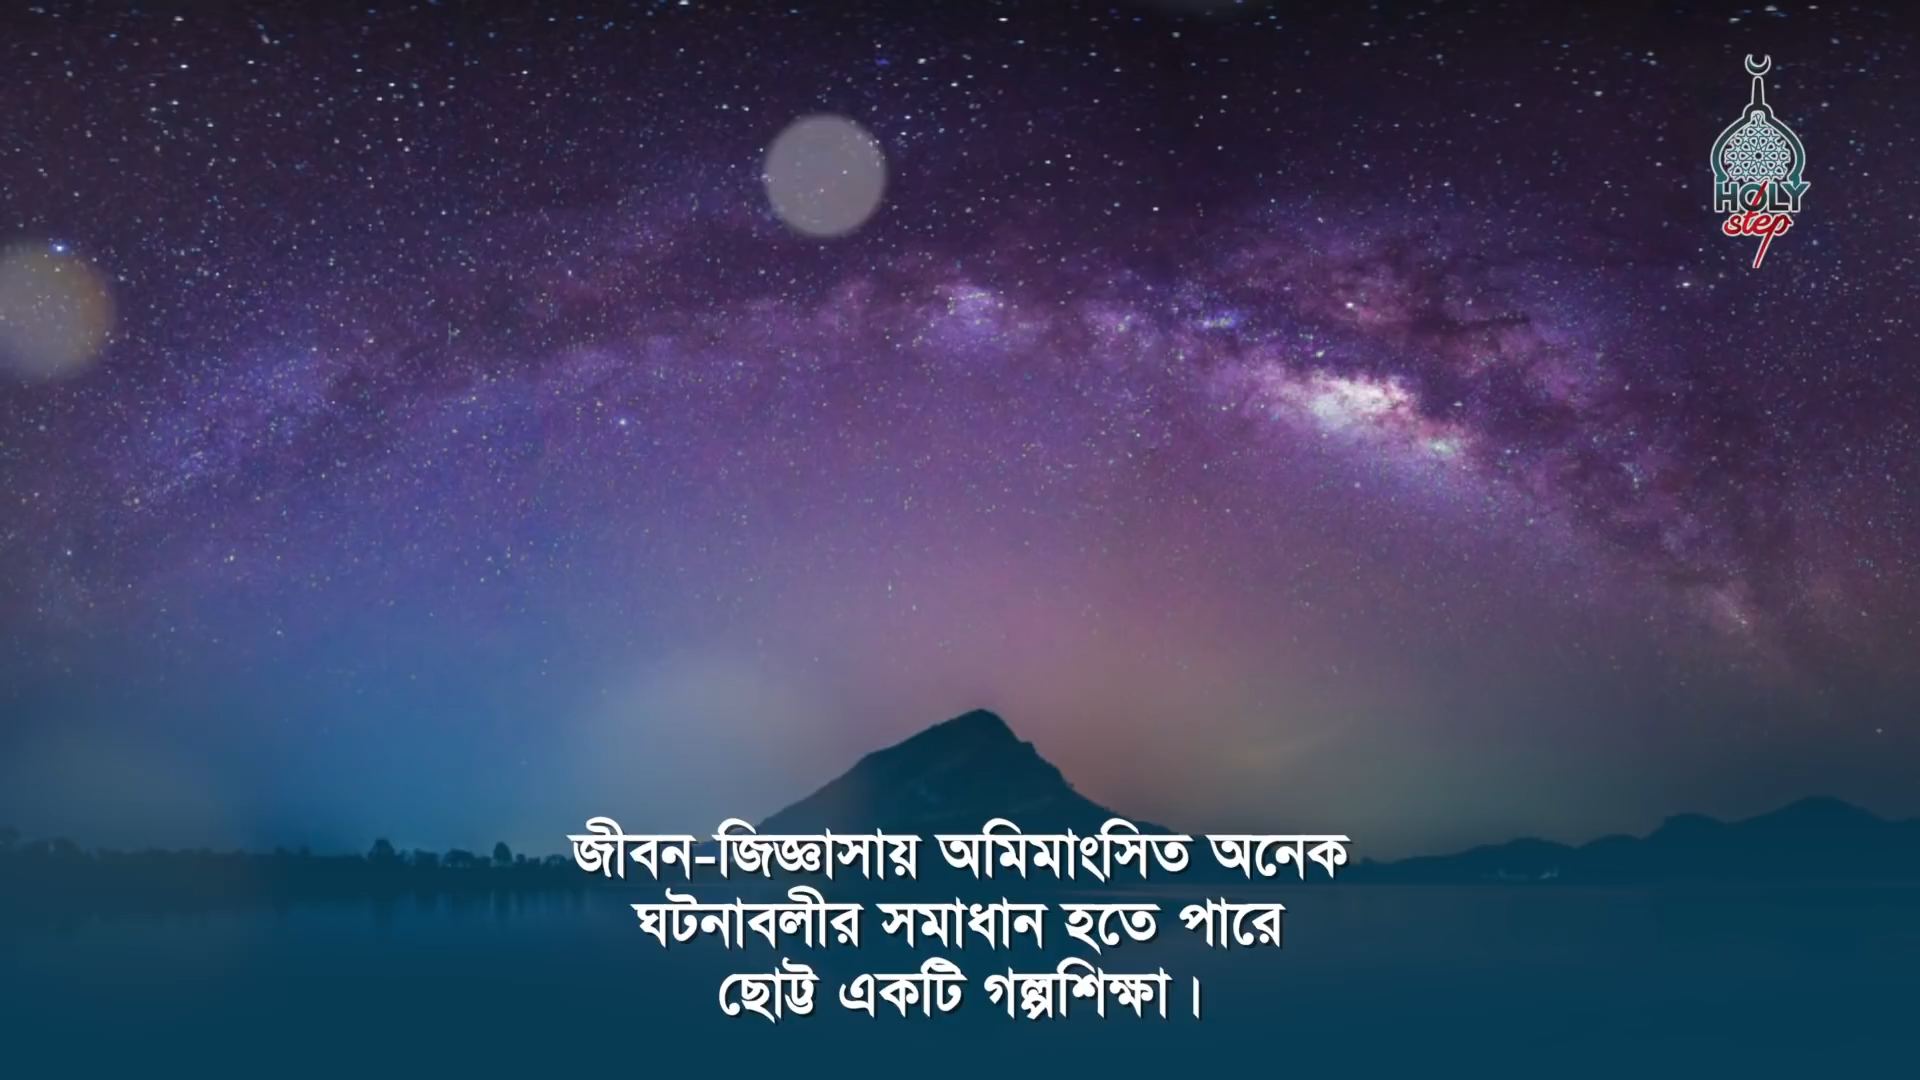 HOLY
step
জীবন-জিজ্ঞাসায় অমিমাংসিত অনেক
ঘটনাবলীর সমাধান হতে পারে
ছোট্ট একটি গল্পশিক্ষা।